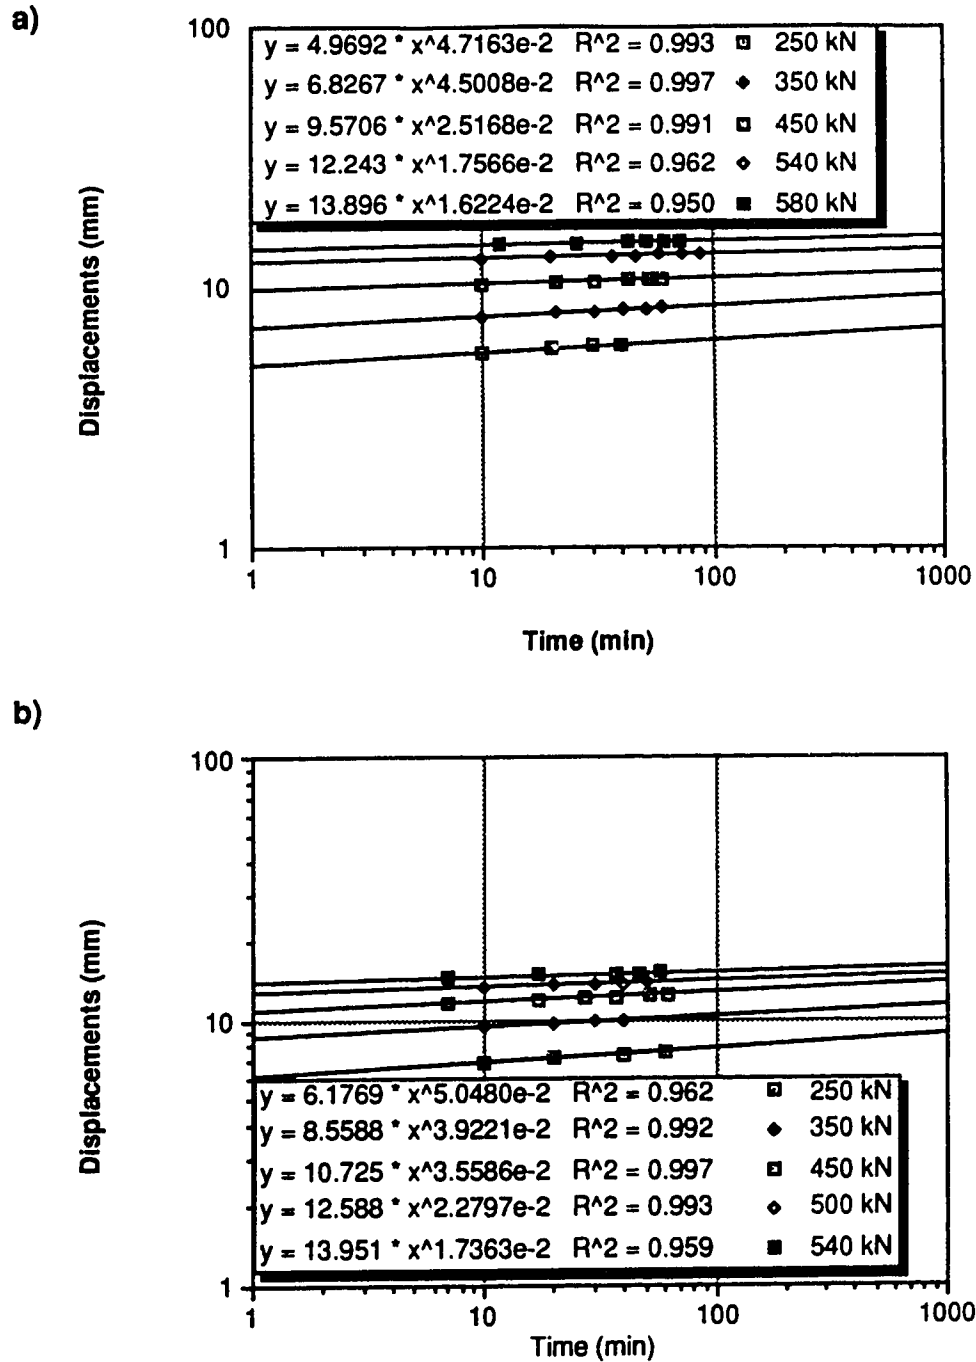 a)
100
y = 4.9692 * x^4.7163e-2 R^2 = 0.993 250 kN
y = 6.8267 * x^4.5008e-2 R^2 = 0.997 350 kN
y = 9.5706 * x^2.5168e-2 R^2 = 0.991 450 kN
y = 12.243 * x^1.7566e-2 R^2 = 0.962 540 kN
y = 13.896 * x^1.6224e-2 R^2 = 0.950 580 kN
Displacements (mm)
10
1
1 10 100 1000
Time (min)
b)
100
Displacements (mm)
10
y = 6.1769 * x^5.0480e-2 R^2 = 0.962 250 kN
y = 8.5588 * x^3.9221e-2 R^2 = 0.992 350 kN
y = 10.725 * x^3.5586e-2 R^2 = 0.997 450 kN
y = 12.588 * x^2.2797e-2 R^2 = 0.993 500 kN
y = 13.951 * x^1.7363e-2 R^2 = 0.959 540 kN
1
1 10 100 1000
Time (min)